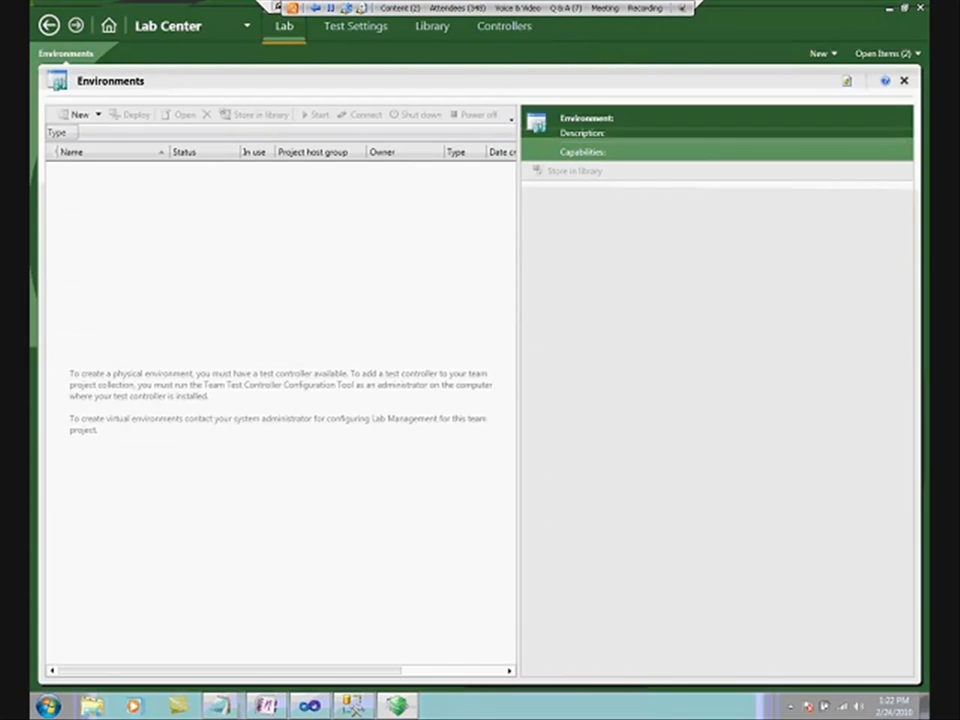 Content (2) Attendees (348) Voice & Video Q & A (7) Meeting Recording
Lab Center Lab Test Settings Library Controllers
Environments New Open Items (2)
Environments
New Deploy Open Store in library Start Connect Shut down Power off
Type
Name Status In use Project host group Owner Type Date cr
To create a physical environment, you must have a test controller available. To add a test controller to your team
project collection, you must run the Team Test Controller Configuration Tool as an administrator on the computer
where your test controller is installed.
To create virtual environments contact your system administrator for configuring Lab Management for this team
project.
Environment:
Description:
Capabilities:
Store in library
1:22 PM
2/24/2010